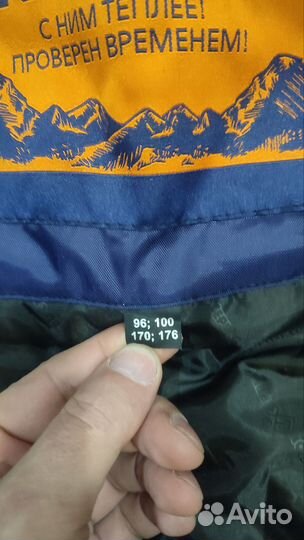 С НИМ ТЕПЛЕЕ!
ПРОВЕРЕН ВРЕМЕНЕМ!
96; 100
170; 176
Avito